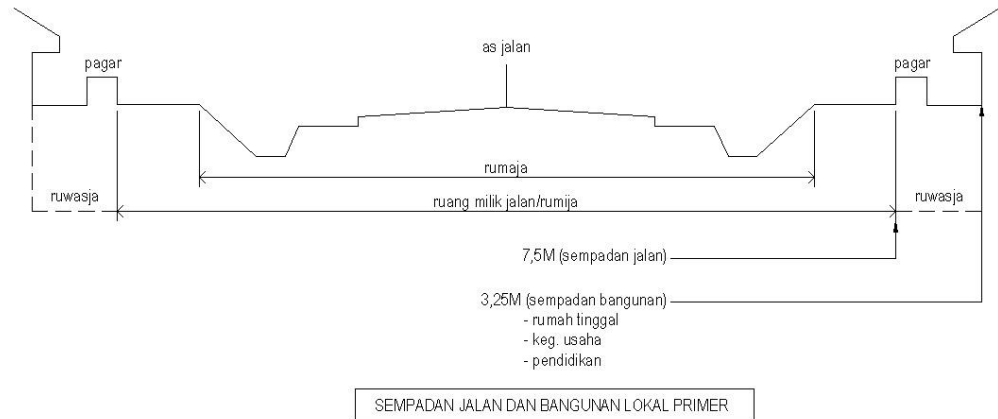 as jalan
pagar
pagar
rumaja
ruwasja
ruang milik jalan/rumija
ruwasja
7,5M (sempadan jalan)
3,25M (sempadan bangunan)
- rumah tinggal
- keg. usaha
- pendidikan
SEMPADAN JALAN DAN BANGUNAN LOKAL PRIMER